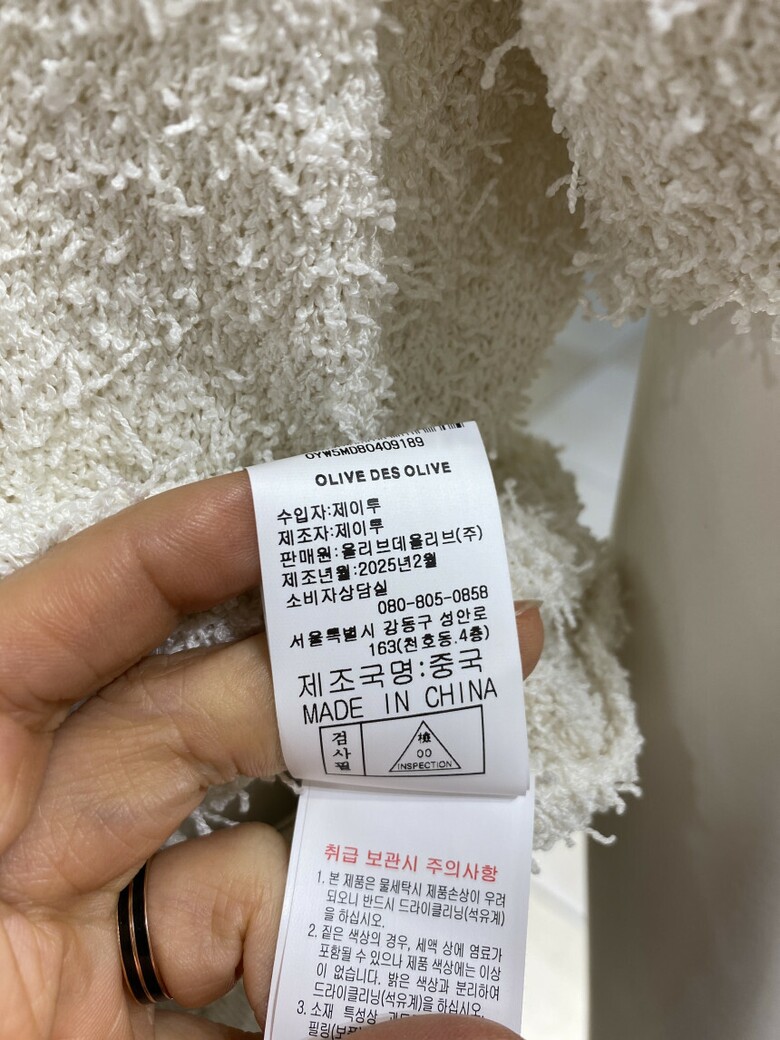 OYW5MD80409189
OLIVE DES OLIVE
수입자:제이투
제조자:제이투
판매원:올리브데올리브(주)
제조년월:2025년2월
소비자상담실
080-805-0858
서울특별시 강동구 성안로
163(천호동.4층)
제조국명:중국
MADE IN CHINA
검사필
檢
00
INSPECTION
취급 보관시 주의사항
1. 본 제품은 물세탁시 제품손상이 우려
되오니 반드시 드라이클리닝(석유계)
을 하십시오.
2. 짙은 색상의 경우, 세액 상에 염료가
포함될 수 있으나 제품 색상에는 이상
이 없습니다. 밝은 색상과 분리하여
드라이클리닝(석유계)을 하십시오.
3. 소재 특성상